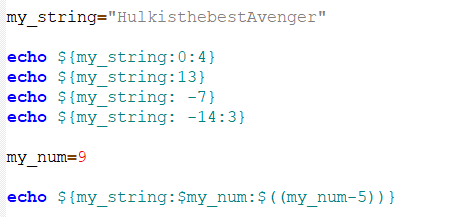 my_string="HulkisthebestAvenger"
echo ${my_string:0:4}
echo ${my_string:13}
echo ${my_string: -7}
echo ${my_string: -14:3}
my_num=9
echo ${my_string:$my_num:$((my_num-5))}